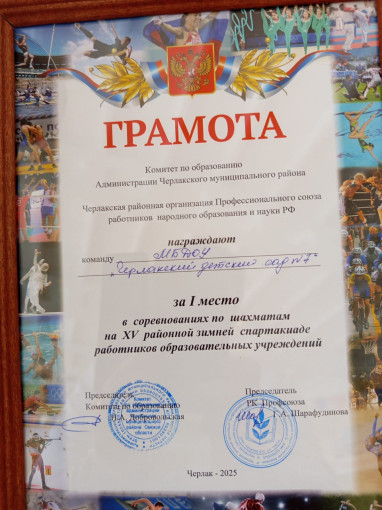 ГРАМОТА
Комитет по образованию
Администрации Черлакского муниципального района
Черлакская районная организация Профессионального союза
работников народного образования и науки РФ
награждают
команду МБДОУ
"Черлакский детский сад №7"
за I место
в соревнованиях по шахматам
на XV районной зимней спартакиаде
работников образовательных учреждений
Председатель
Комитета по образованию
Н.А. Добровольская
Председатель
РК Профсоюза
Г.А. Шарафудинова
Черлак - 2025